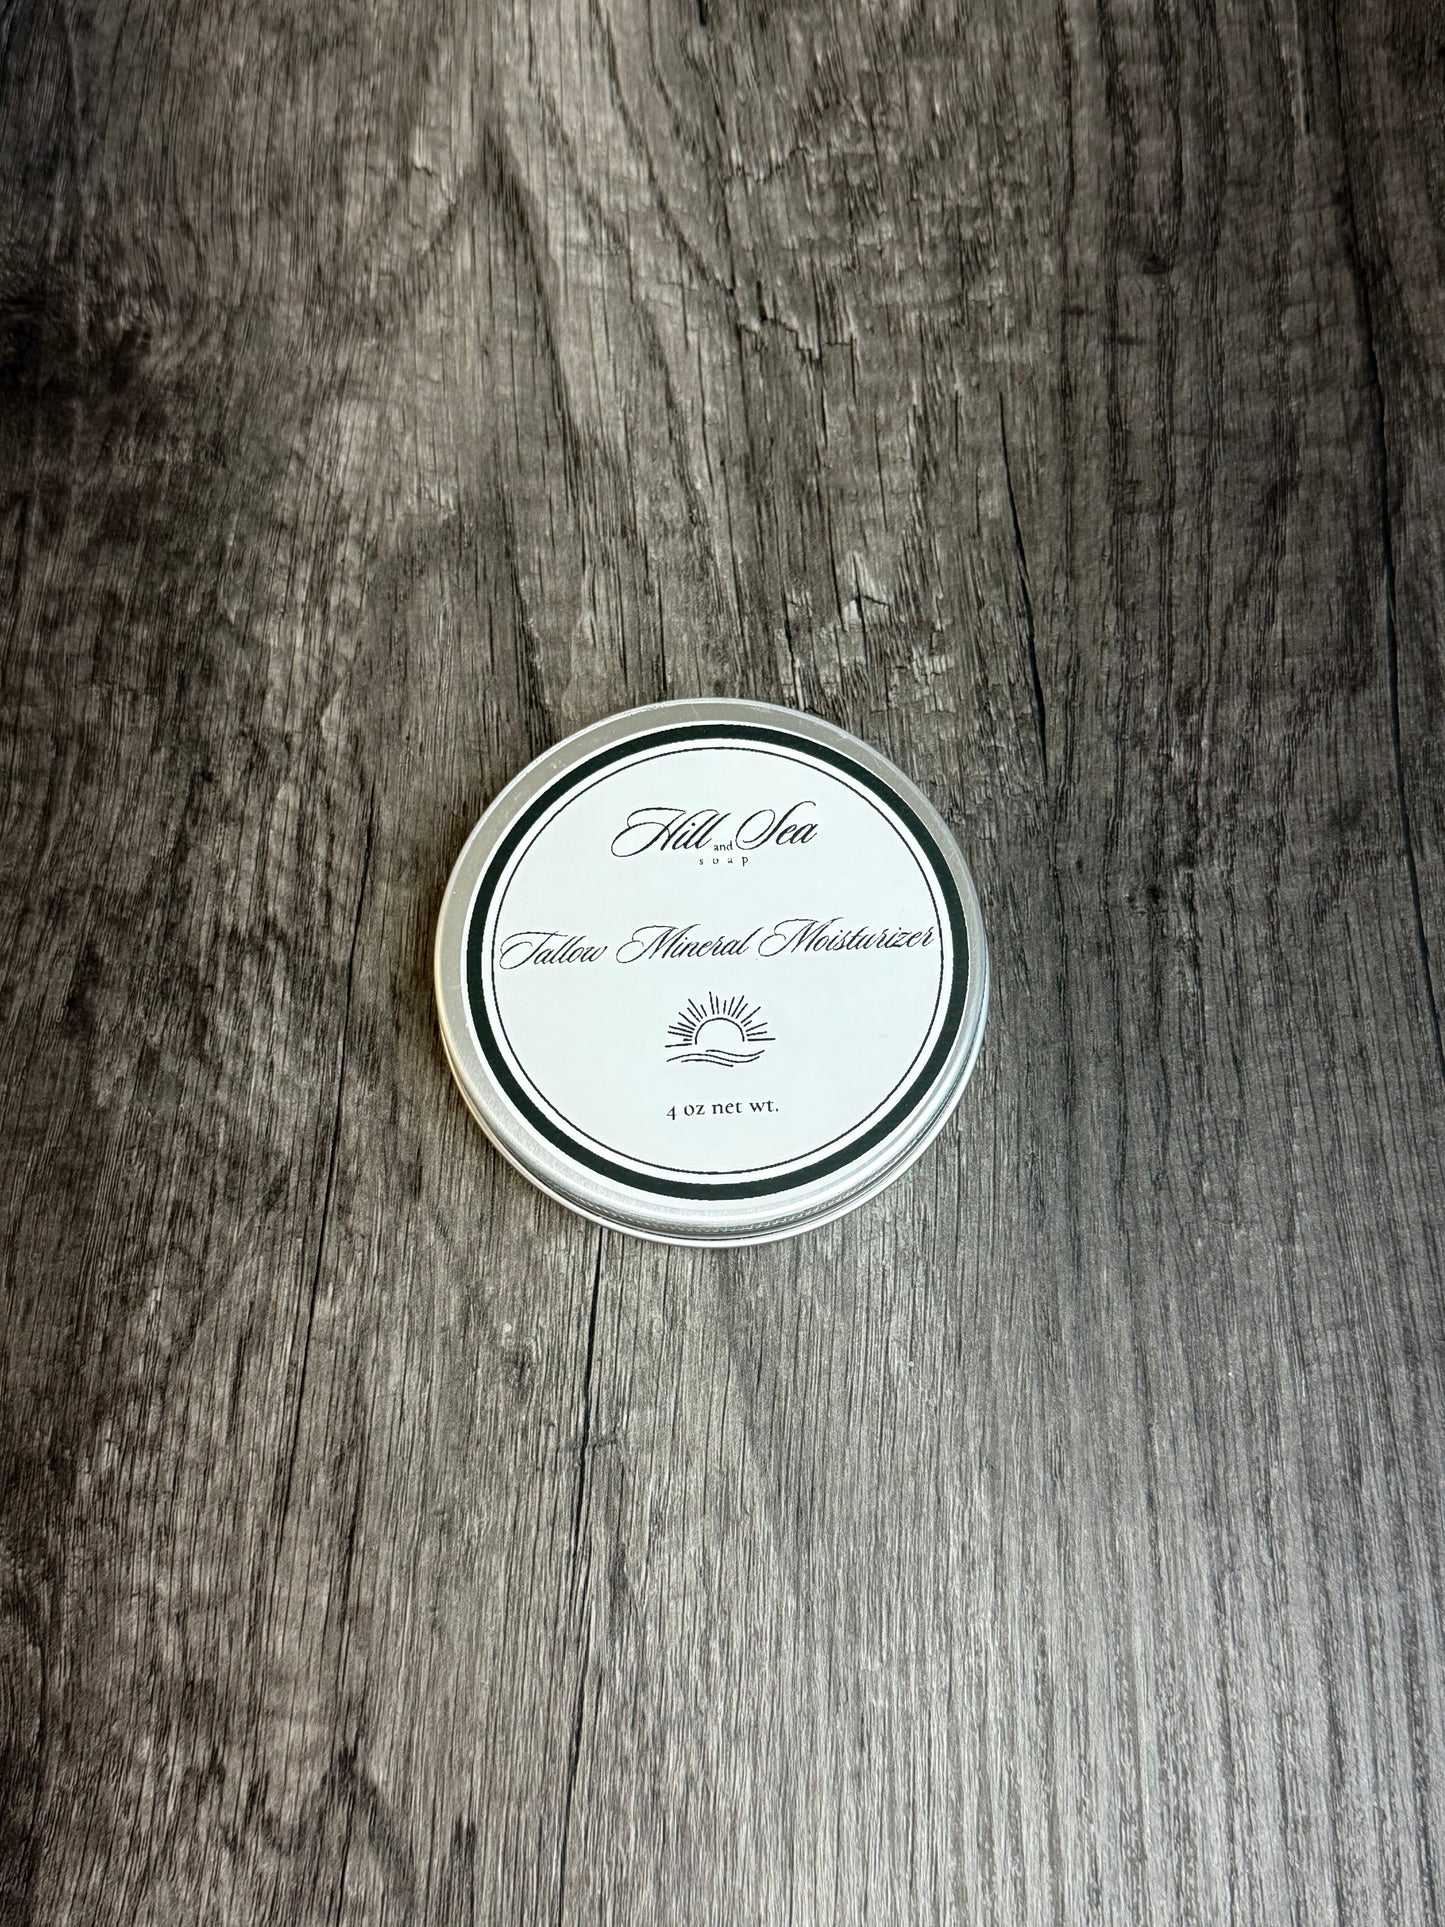 Hill and Sea
soap
Tallow Mineral Moisturizer
4 oz net wt.